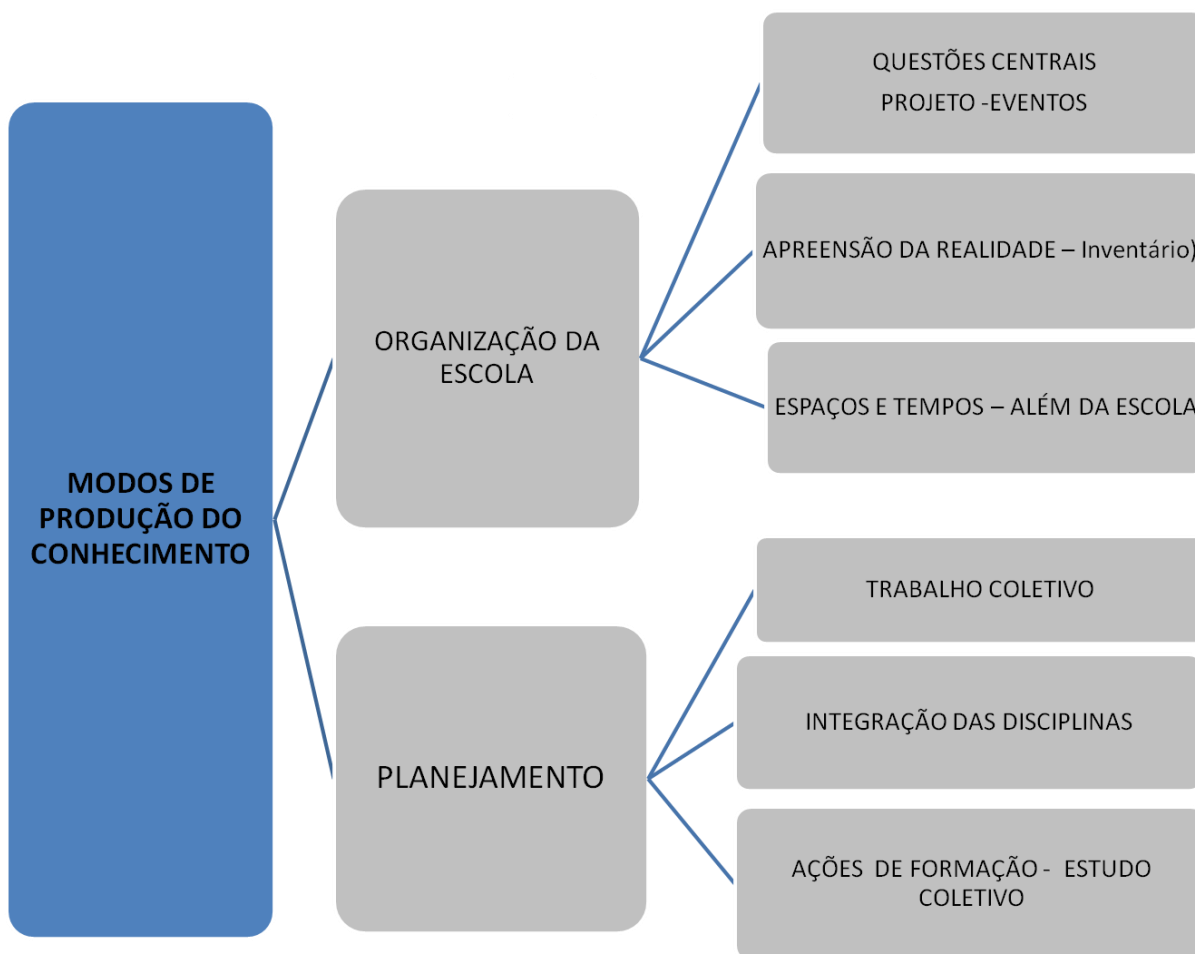 MODOS DE
PRODUÇÃO DO
CONHECIMENTO
ORGANIZAÇÃO DA
ESCOLA
QUESTÕES CENTRAIS
PROJETO -EVENTOS
APREENSÃO DA REALIDADE – Inventário)
ESPAÇOS E TEMPOS – ALÉM DA ESCOLA
PLANEJAMENTO
TRABALHO COLETIVO
INTEGRAÇÃO DAS DISCIPLINAS
AÇÕES DE FORMAÇÃO - ESTUDO
COLETIVO